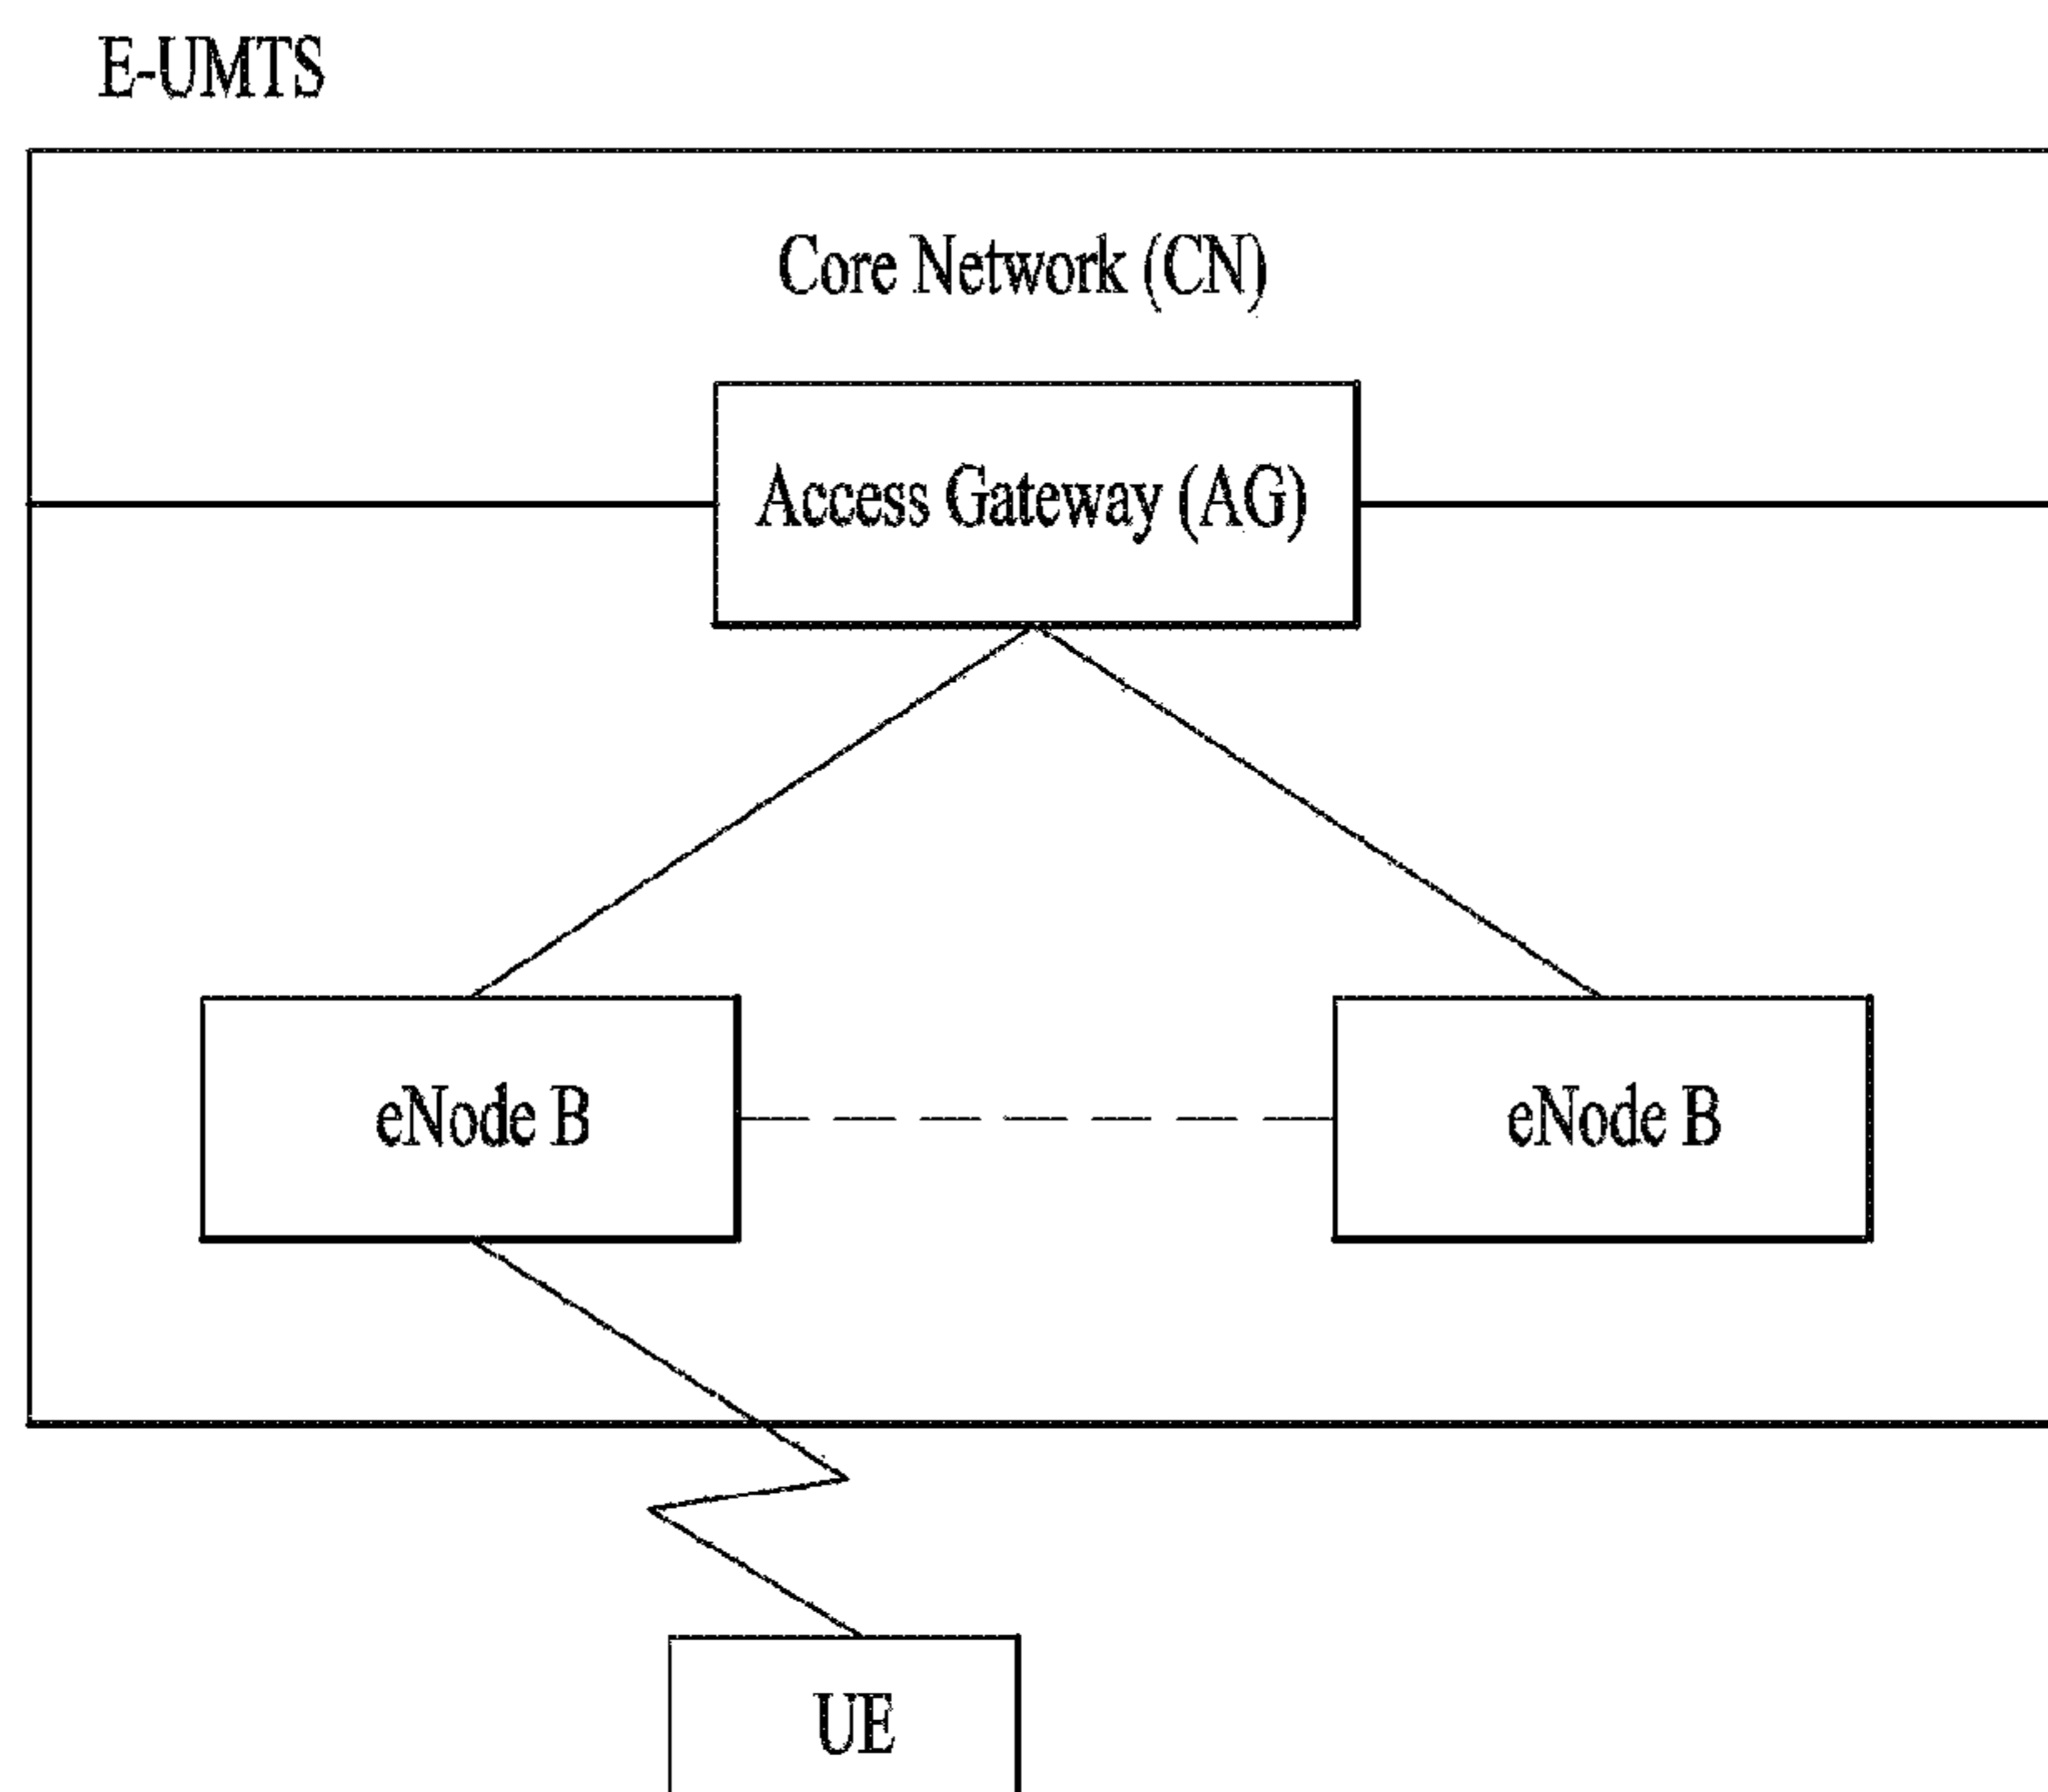 E-UMTS
Core Network (CN)
Access Gateway (AG)
eNode B
eNode B
UE